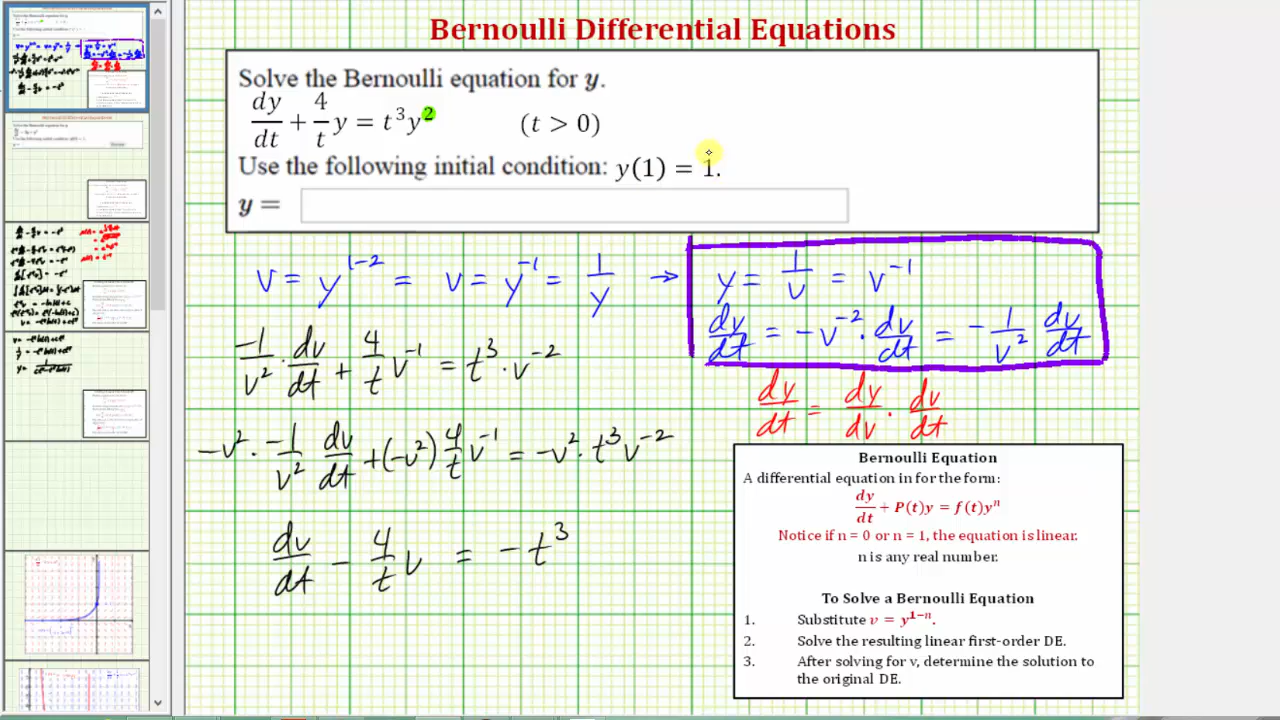 Bernoulli Differential Equations
Solve the Bernoulli equation for y.
dy/dt + 4/t y = t³y² (t > 0)
Use the following initial condition: y(1) = 1.
y =
v = y^(1-2) = v = y^-1 = 1/y → y = 1/v = v^-1
dy/dt = -v^-2 · dv/dt = -1/v² dv/dt
-1/v² · dv/dt + 4/t v^-1 = t³ · v^-2
dy/dt = dy/dv · dv/dt
-v² · -1/v² dv/dt + (-v²) 4/t v^-1 = -v² · t³ v^-2
dv/dt - 4/t v = -t³
Bernoulli Equation
A differential equation in for the form:
dy/dt + P(t)y = f(t)yⁿ
Notice if n = 0 or n = 1, the equation is linear.
n is any real number.
To Solve a Bernoulli Equation
1. Substitute v = y^(1-n).
2. Solve the resulting linear first-order DE.
3. After solving for v, determine the solution to
the original DE.